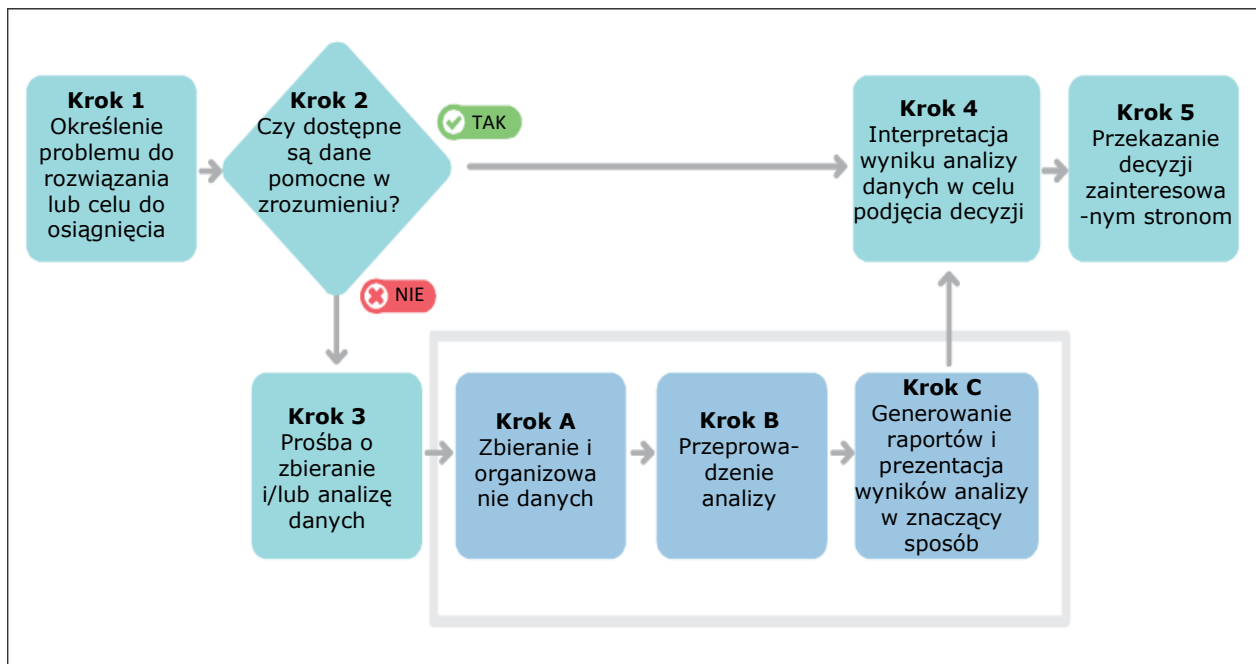 Krok 1
Określenie
problemu do
rozwiązania
lub celu do
osiągnięcia
Krok 2
Czy dostępne
są dane
pomocne w
zrozumieniu?
TAK
NIE
Krok 4
Interpretacja
wyniku analizy
danych w celu
podjęcia decyzji
Krok 5
Przekazanie
decyzji
zainteresowa
-nym stronom
Krok 3
Prośba o
zbieranie
i/lub analizę
danych
Krok A
Zbieranie i
organizowa
nie danych
Krok B
Przeprowa-
dzenie
analizy
Krok C
Generowanie
raportów i
prezentacja
wyników analizy
w znaczący
sposób